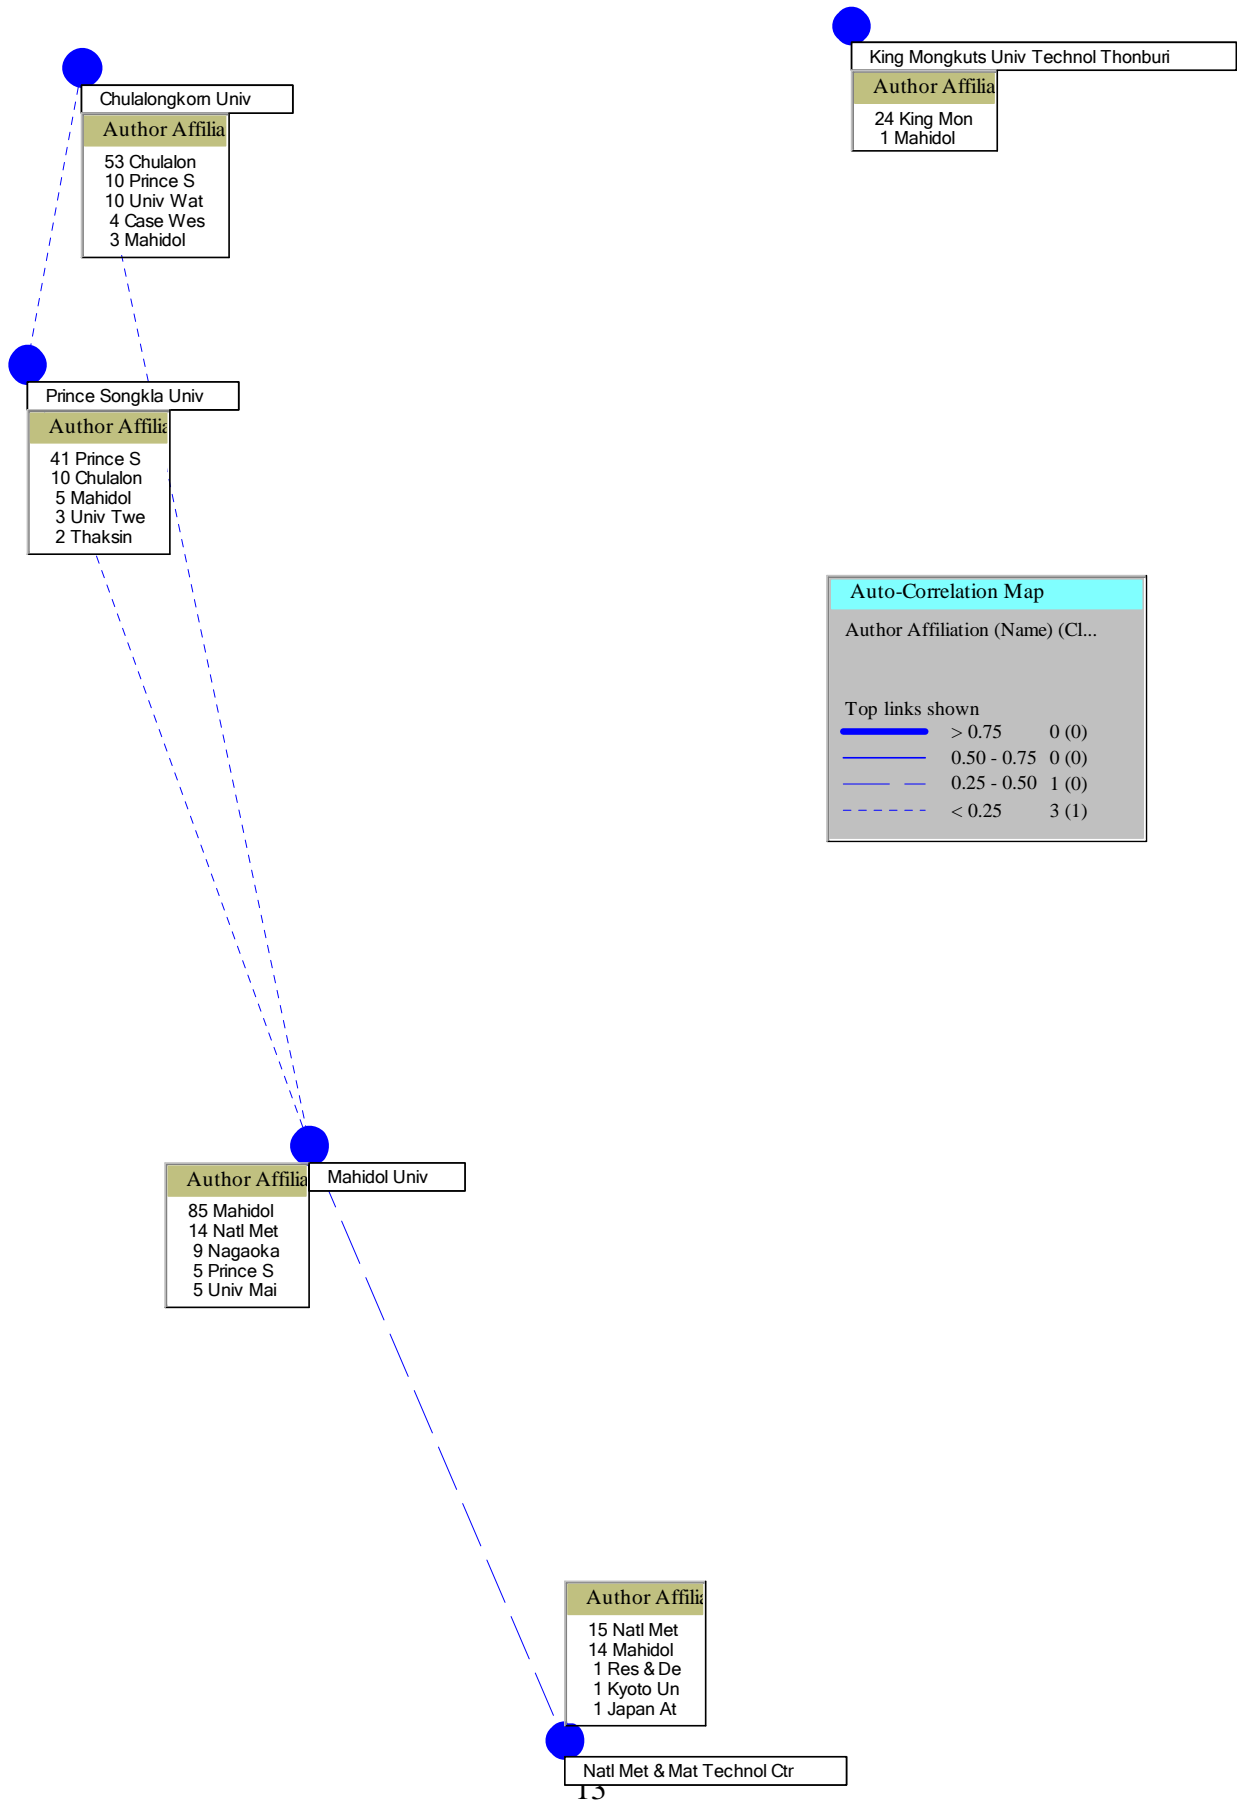 King Mongkuts Univ Technol Thonburi
Author Affilia
24 King Mon
1 Mahidol
Chulalongkorn Univ
Author Affilia
53 Chulalon
10 Prince S
10 Univ Wat
4 Case Wes
3 Mahidol
Prince Songkla Univ
Author Affilia
41 Prince S
10 Chulalon
5 Mahidol
3 Univ Twe
2 Thaksin
Auto-Correlation Map
Author Affiliation (Name) (Cl...
Top links shown
> 0.75 0 (0)
0.50 - 0.75 0 (0)
0.25 - 0.50 1 (0)
< 0.25 3 (1)
Mahidol Univ
Author Affilia
85 Mahidol
14 Natl Met
9 Nagaoka
5 Prince S
5 Univ Mai
Author Affilia
15 Natl Met
14 Mahidol
1 Res & De
1 Kyoto Un
1 Japan At
Natl Met & Mat Technol Ctr
13